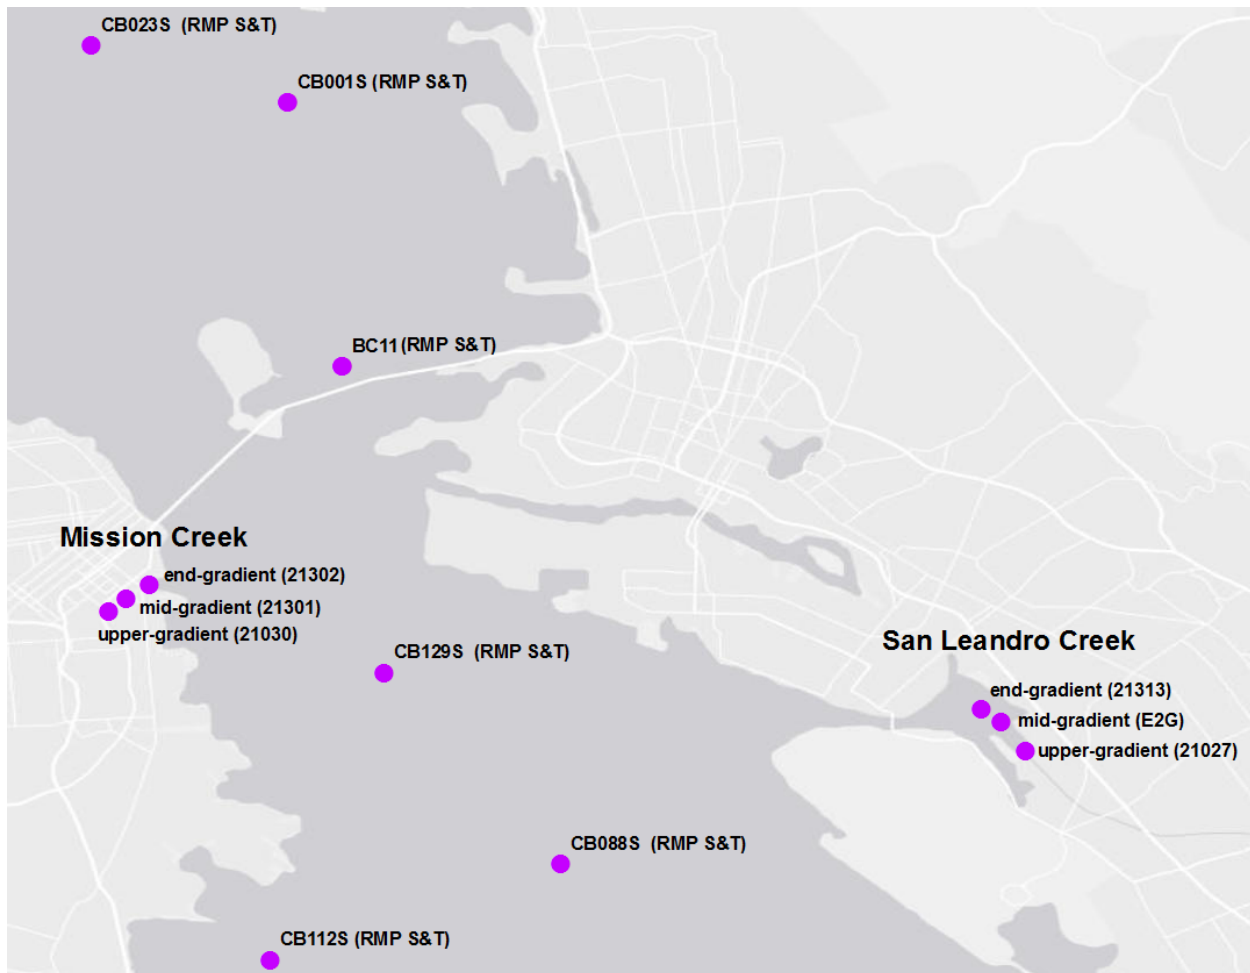 CB023S (RMP S&T)
CB001S (RMP S&T)
BC11 (RMP S&T)
Mission Creek
end-gradient (21302)
mid-gradient (21301)
upper-gradient (21030)
CB129S (RMP S&T)
San Leandro Creek
end-gradient (21313)
mid-gradient (E2G)
upper-gradient (21027)
CB088S (RMP S&T)
CB112S (RMP S&T)